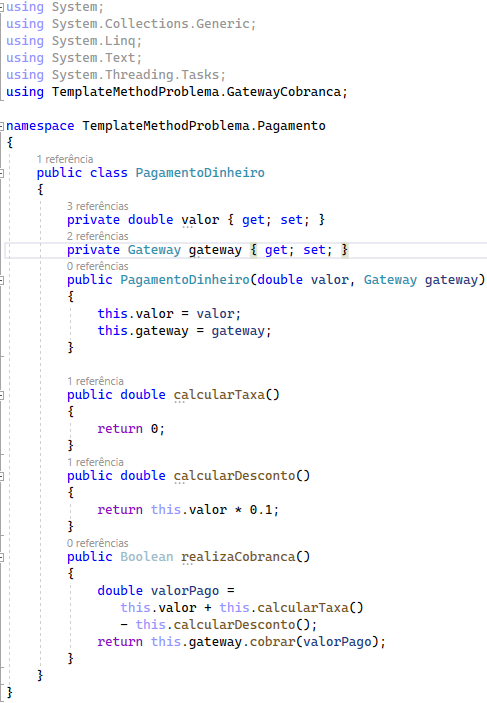 using System;
using System.Collections.Generic;
using System.Linq;
using System.Text;
using System.Threading.Tasks;
using TemplateMethodProblema.GatewayCobranca;

namespace TemplateMethodProblema.Pagamento
{
1 referência
public class PagamentoDinheiro
{
3 referências
private double valor { get; set; }
2 referências
private Gateway gateway { get; set; }
0 referências
public PagamentoDinheiro(double valor, Gateway gateway)
{
this.valor = valor;
this.gateway = gateway;
}

1 referência
public double calcularTaxa()
{
return 0;
}
1 referência
public double calcularDesconto()
{
return this.valor * 0.1;
}
0 referências
public Boolean realizaCobranca()
{
double valorPago =
this.valor + this.calcularTaxa()
- this.calcularDesconto();
return this.gateway.cobrar(valorPago);
}
}
}